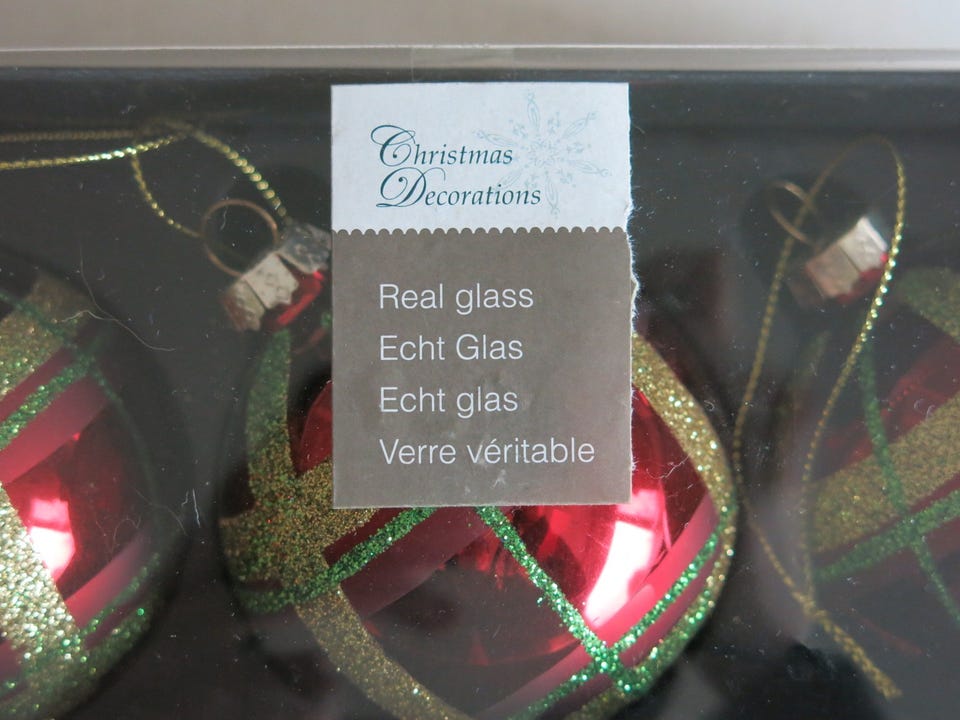 Christmas
Decorations
Real glass
Echt Glas
Echt glas
Verre véritable